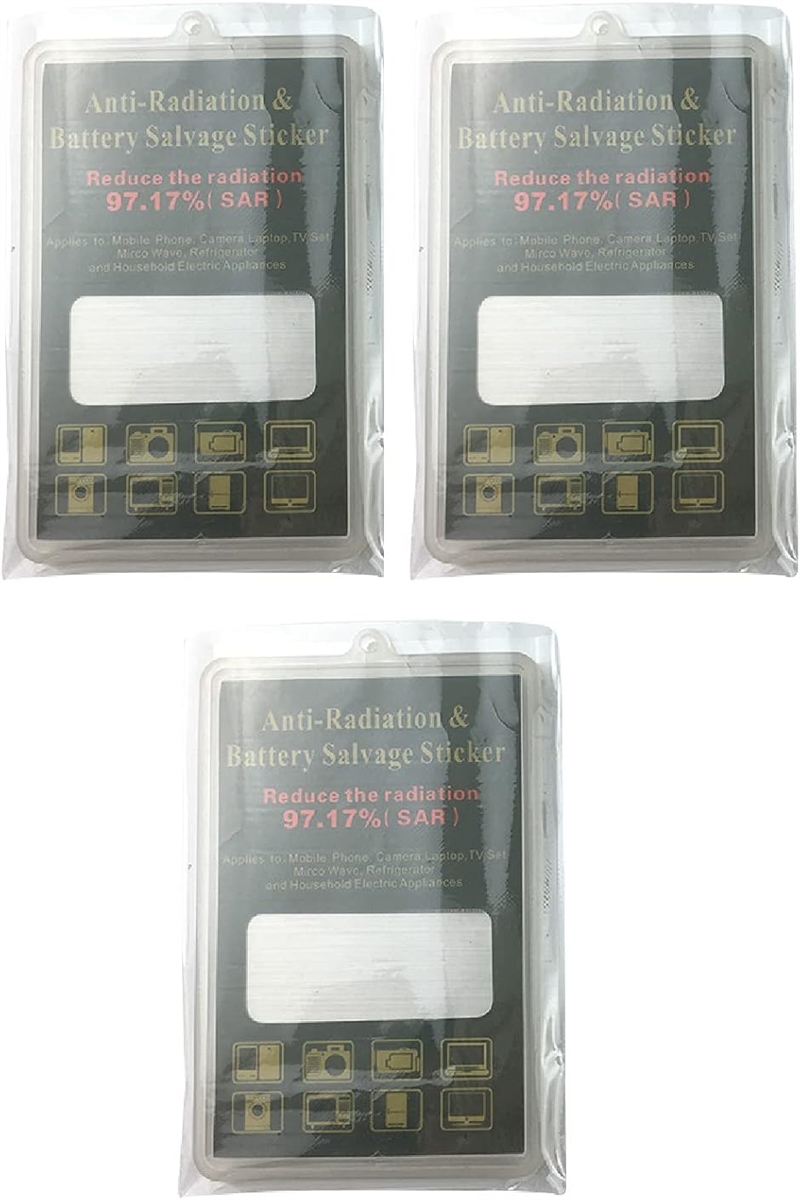 Anti-Radiation &
Battery Salvage Sticker
Reduce the radiation
97.17%( SAR )
Applies to: Mobile Phone, Camera,Laptop,TV Set
Mirco Wave, Refrigerator
and Household Electric Appliances
Anti-Radiation &
Battery Salvage Sticker
Reduce the radiation
97.17%( SAR )
Applies to: Mobile Phone, Camera,Laptop,TV Set
Mirco Wave, Refrigerator
and Household Electric Appliances
Anti-Radiation &
Battery Salvage Sticker
Reduce the radiation
97.17%( SAR )
Applies to: Mobile Phone, Camera,Laptop,TV Set
Mirco Wave, Refrigerator
and Household Electric Appliances